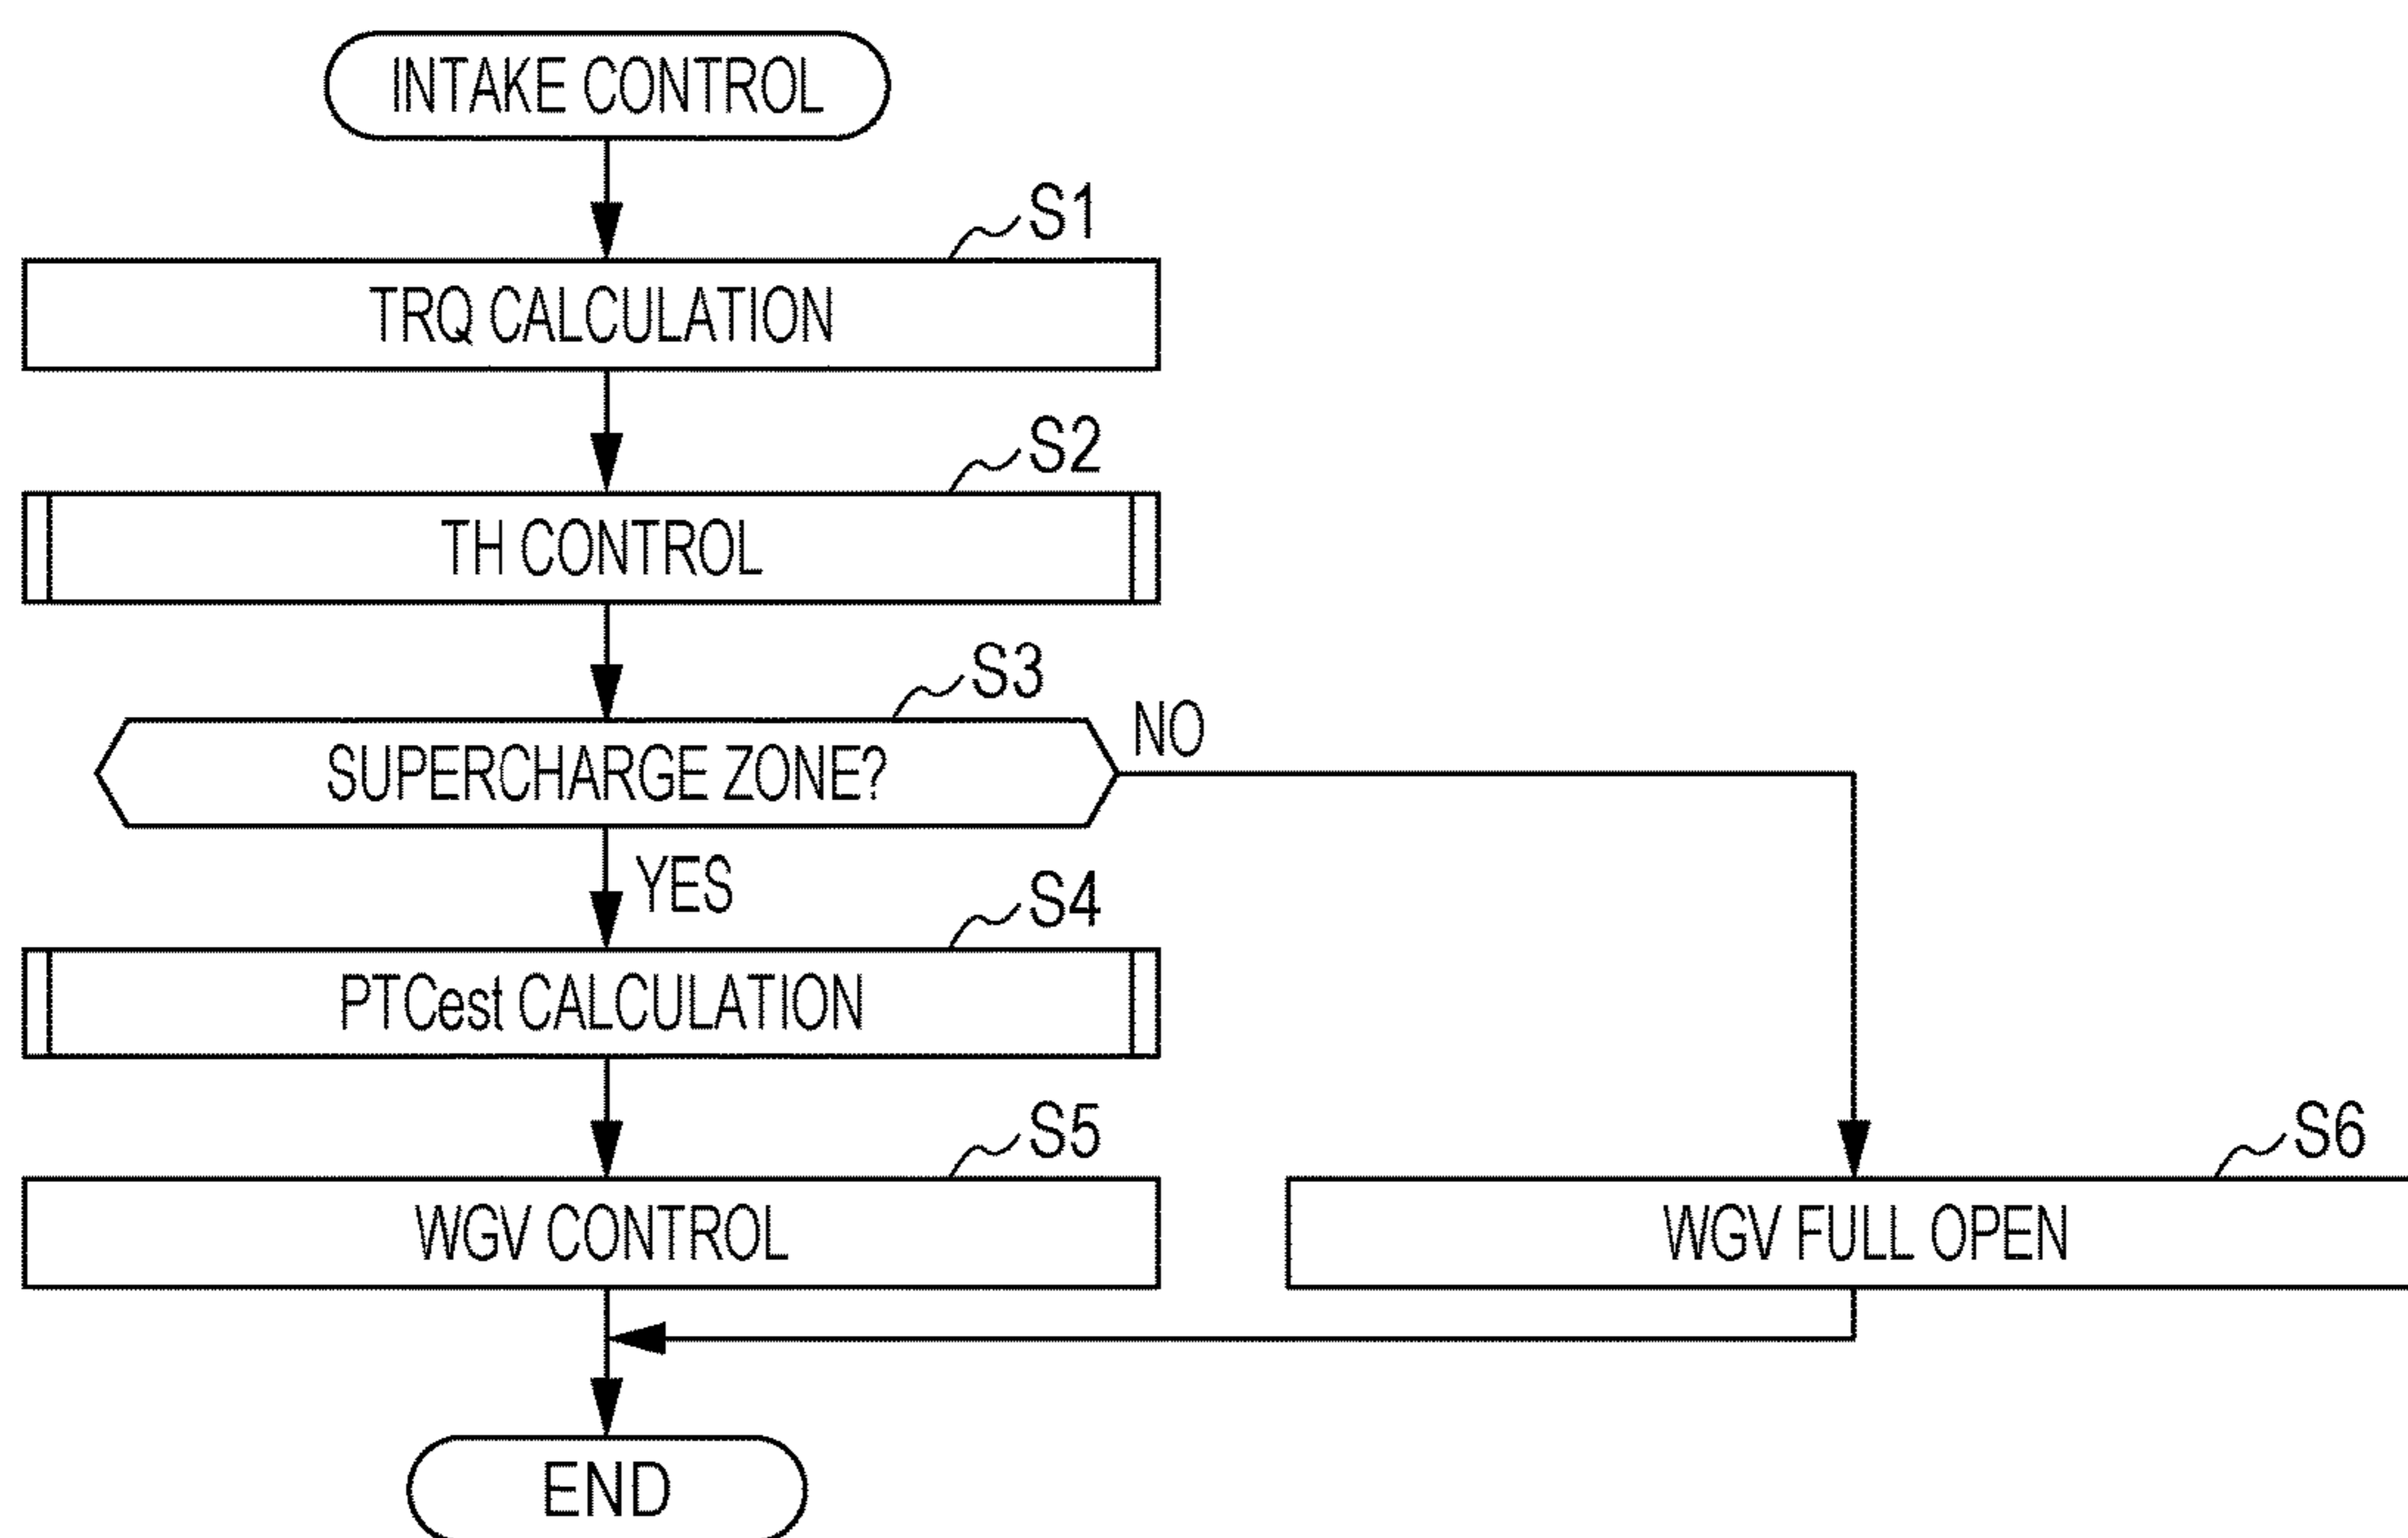 INTAKE CONTROL
S1
TRQ CALCULATION
S2
TH CONTROL
S3
SUPERCHARGE ZONE?
NO
YES
S4
PTCest CALCULATION
S5
WGV CONTROL
S6
WGV FULL OPEN
END